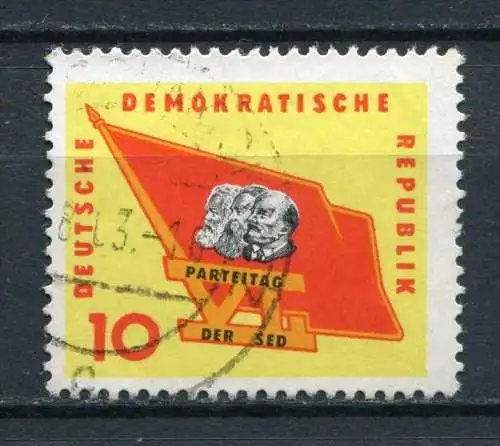 DEUTSCHE
DEMOKRATISCHE
REPUBLIK
PARTEITAG
VI
DER SED
10